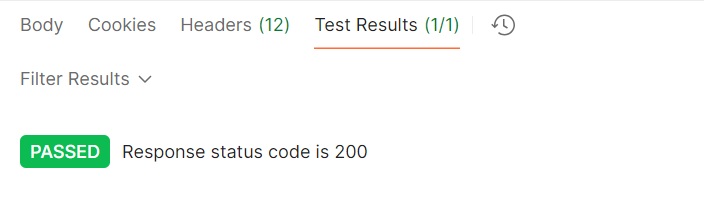 Body Cookies Headers (12) Test Results (1/1)
Filter Results
PASSED Response status code is 200